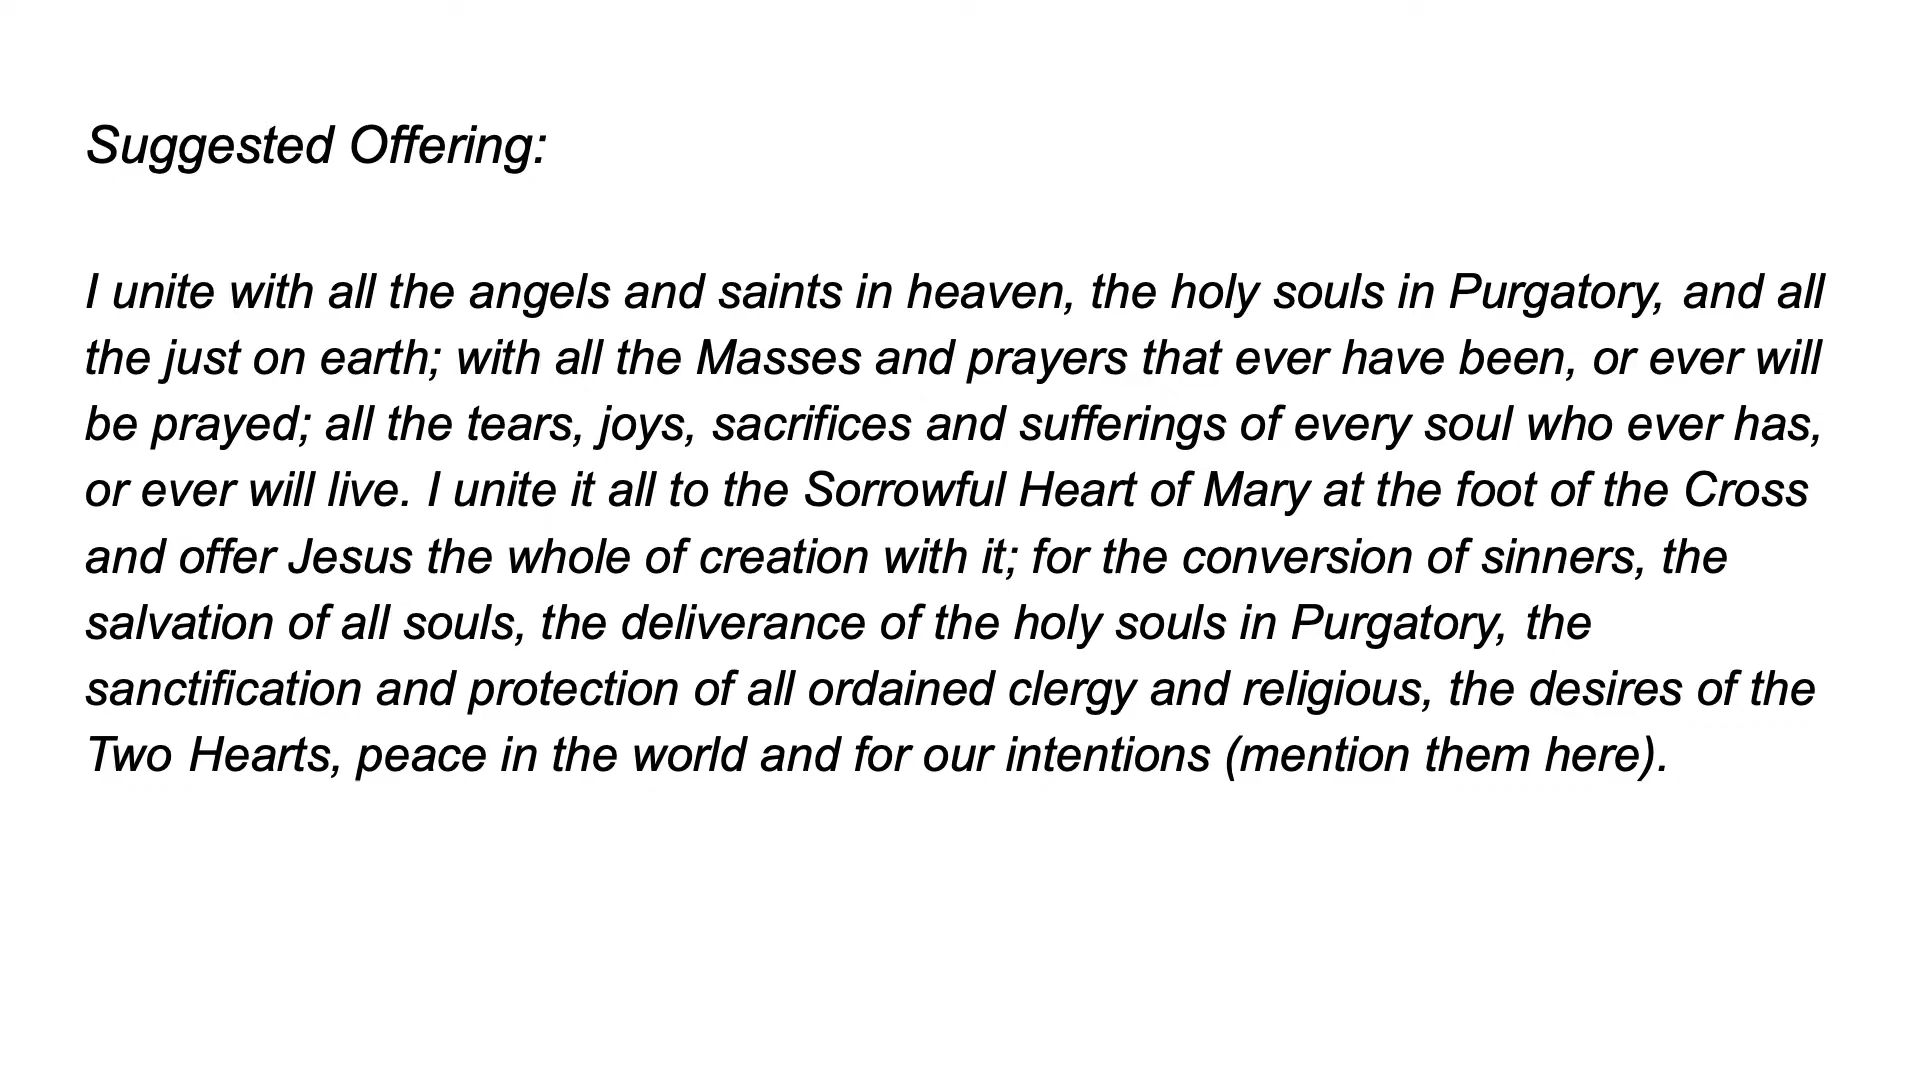 Suggested Offering:
I unite with all the angels and saints in heaven, the holy souls in Purgatory, and all
the just on earth; with all the Masses and prayers that ever have been, or ever will
be prayed; all the tears, joys, sacrifices and sufferings of every soul who ever has,
or ever will live. I unite it all to the Sorrowful Heart of Mary at the foot of the Cross
and offer Jesus the whole of creation with it; for the conversion of sinners, the
salvation of all souls, the deliverance of the holy souls in Purgatory, the
sanctification and protection of all ordained clergy and religious, the desires of the
Two Hearts, peace in the world and for our intentions (mention them here).